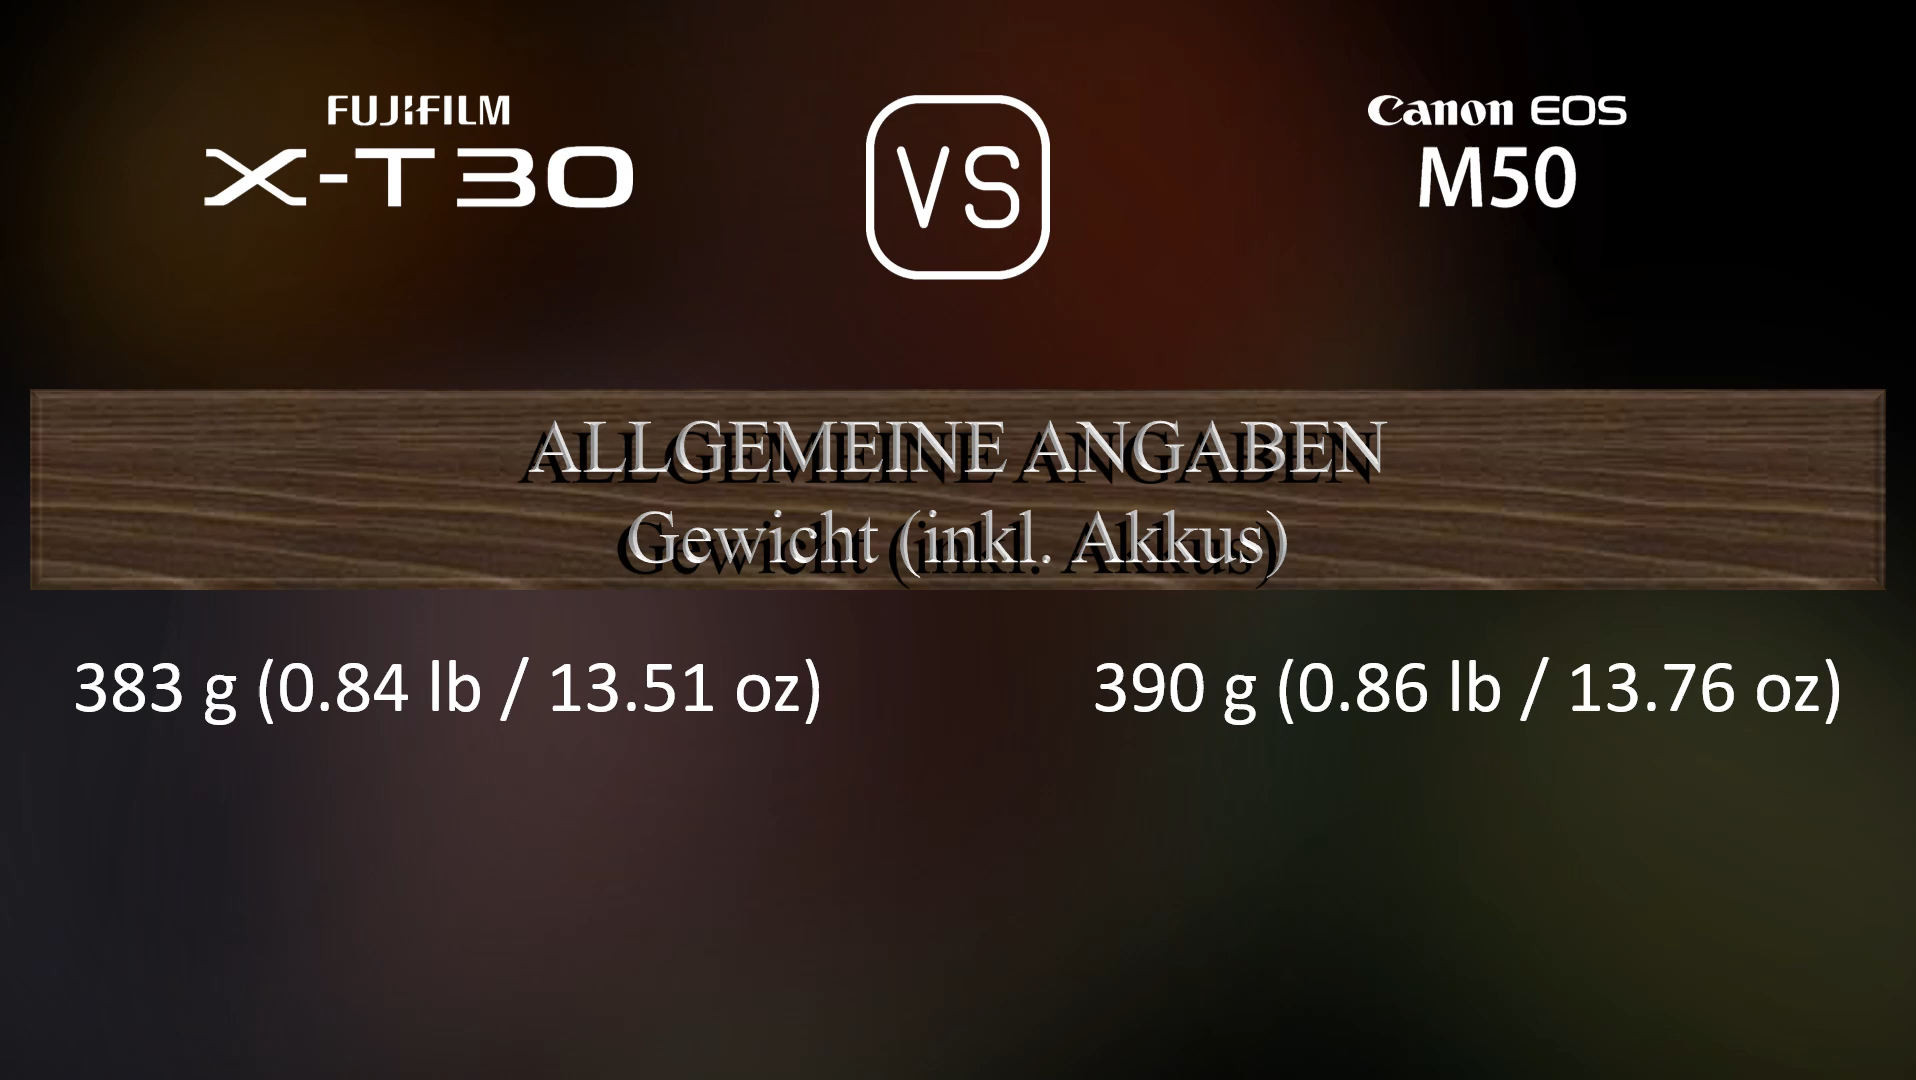 FUJIFILM
X-T30
VS
Canon EOS
M50
ALLGEMEINE ANGABEN
Gewicht (inkl. Akkus)
383 g (0.84 lb / 13.51 oz)
390 g (0.86 lb / 13.76 oz)